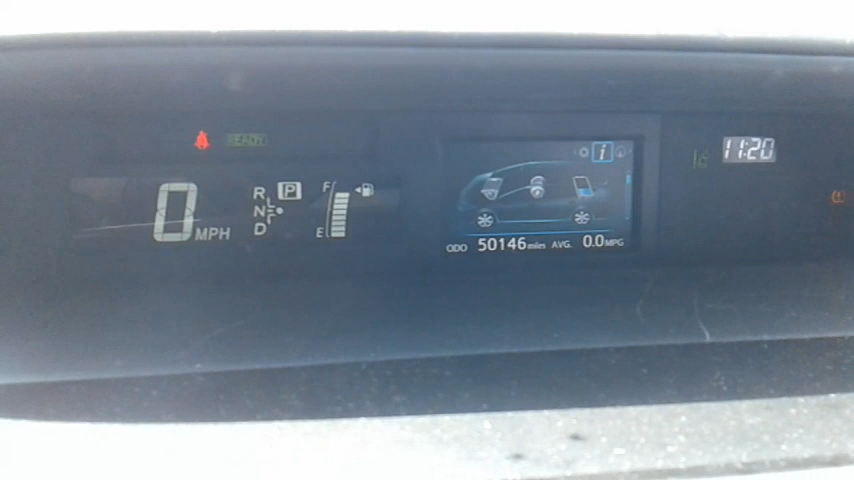 READY
11:20
i
0 MPH
R P
N
D
F
E
ODO 50146 miles AVG. 0.0 MPG